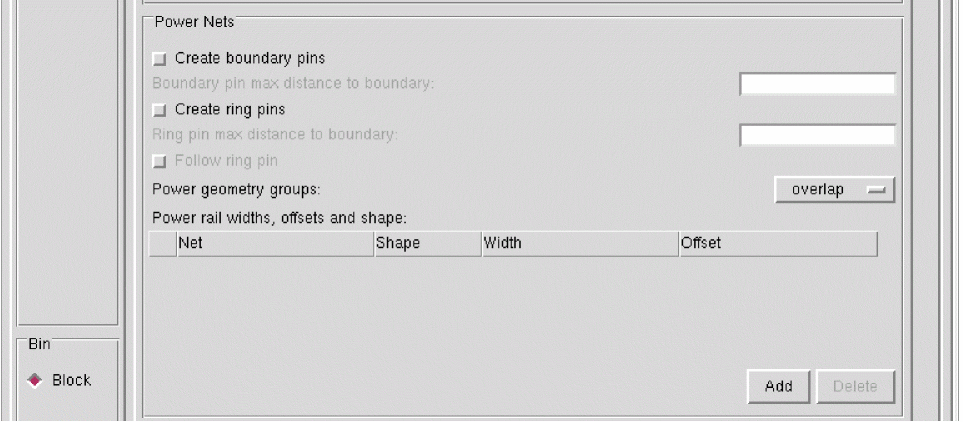 Power Nets
Create boundary pins
Boundary pin max distance to boundary:
Create ring pins
Ring pin max distance to boundary:
Follow ring pin
Power geometry groups: overlap
Power rail widths, offsets and shape:
Net Shape Width Offset
Bin
Block
Add Delete